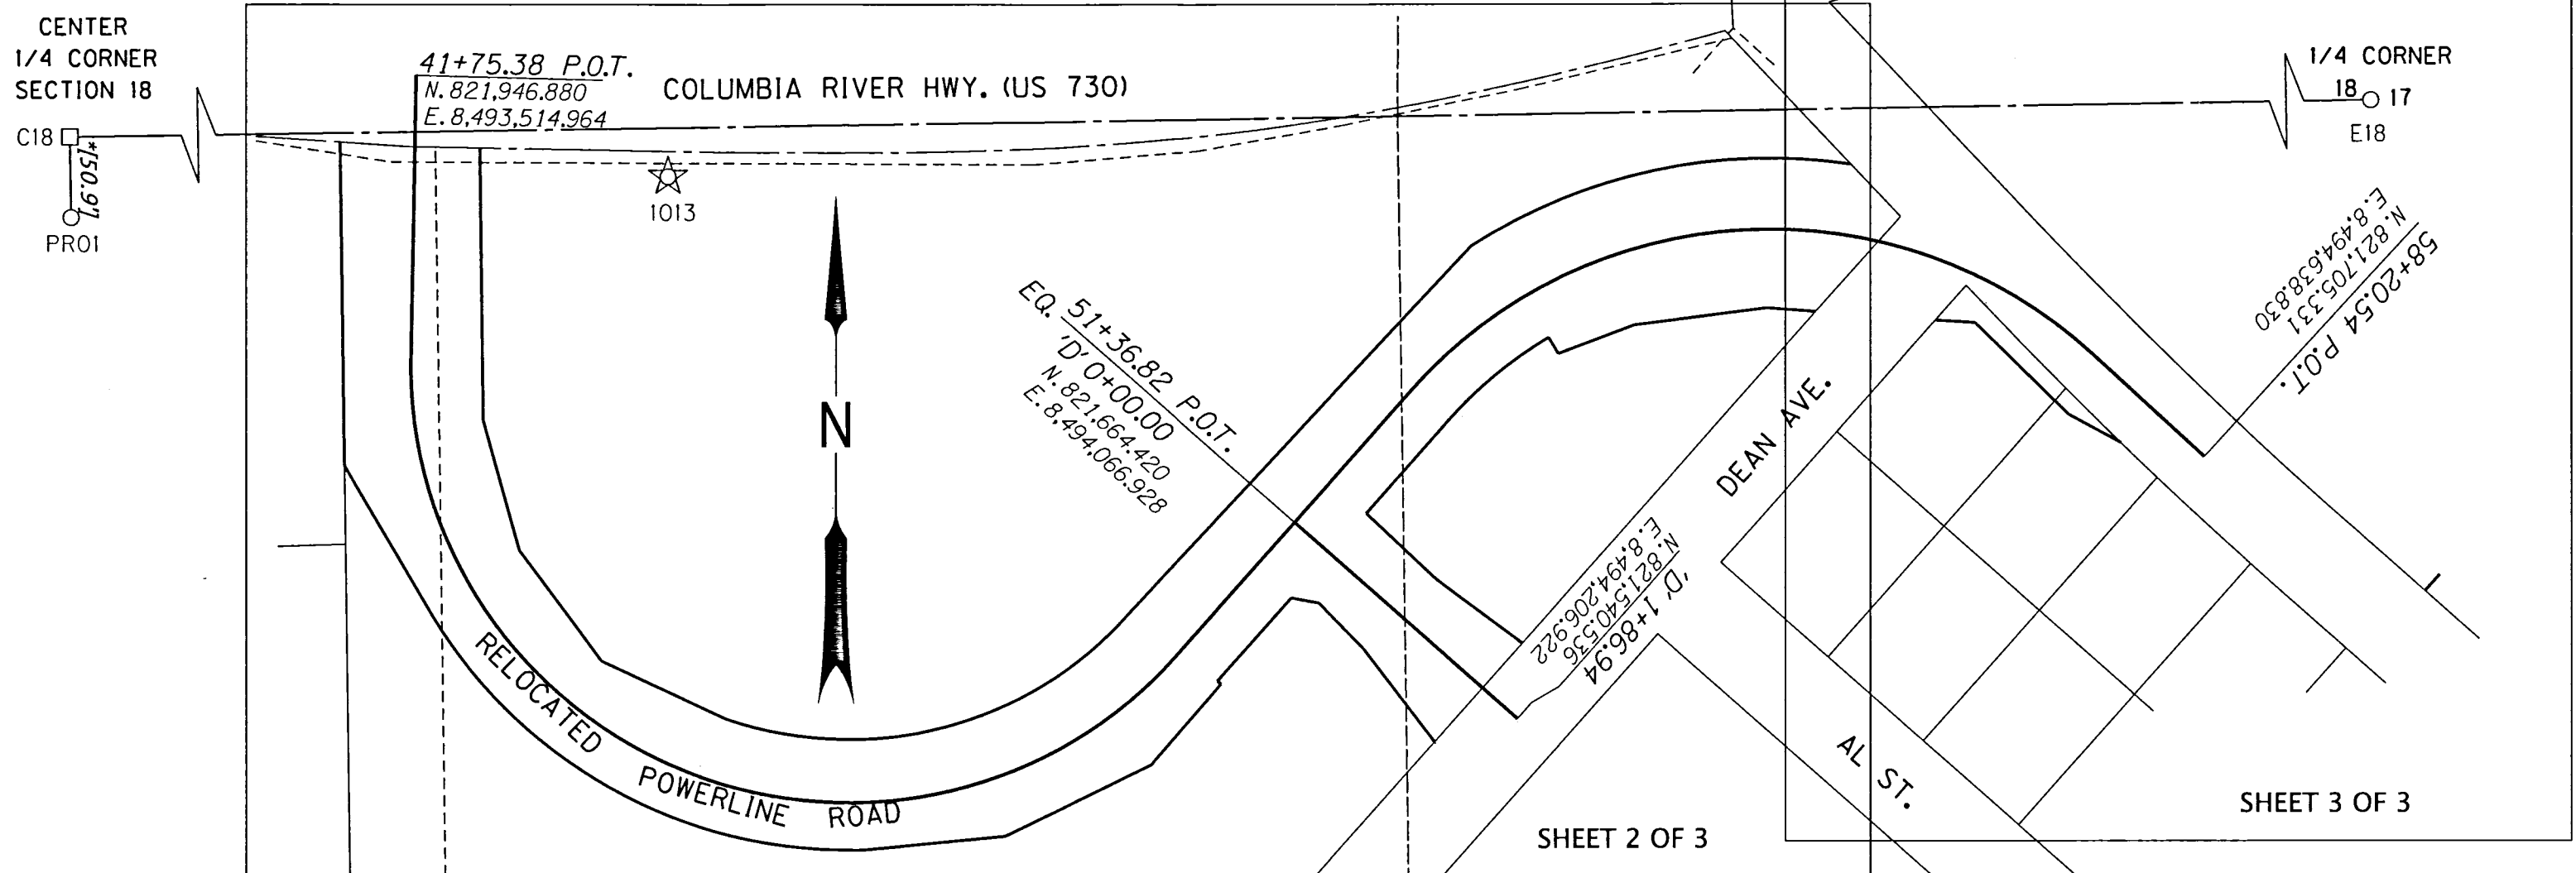 CENTER
1/4 CORNER
SECTION 18
C18
*[50.9']
PR01
41+75.38 P.O.T.
N. 821,946.880
E. 8,493,514.964
COLUMBIA RIVER HWY. (US 730)
1013
N
EQ. 51+36.82 P.O.T.
'D' 0+00.00
N. 821,664.420
E. 8,494,066.928
RELOCATED POWERLINE ROAD
DEAN AVE.
'D' 1+86.94
N. 821,540.536
E. 8,494,206.922
AL ST.
1/4 CORNER
18 17
E18
58+20.54 P.O.T.
N. 821,705.331
E. 8,494,638.830
SHEET 2 OF 3
SHEET 3 OF 3